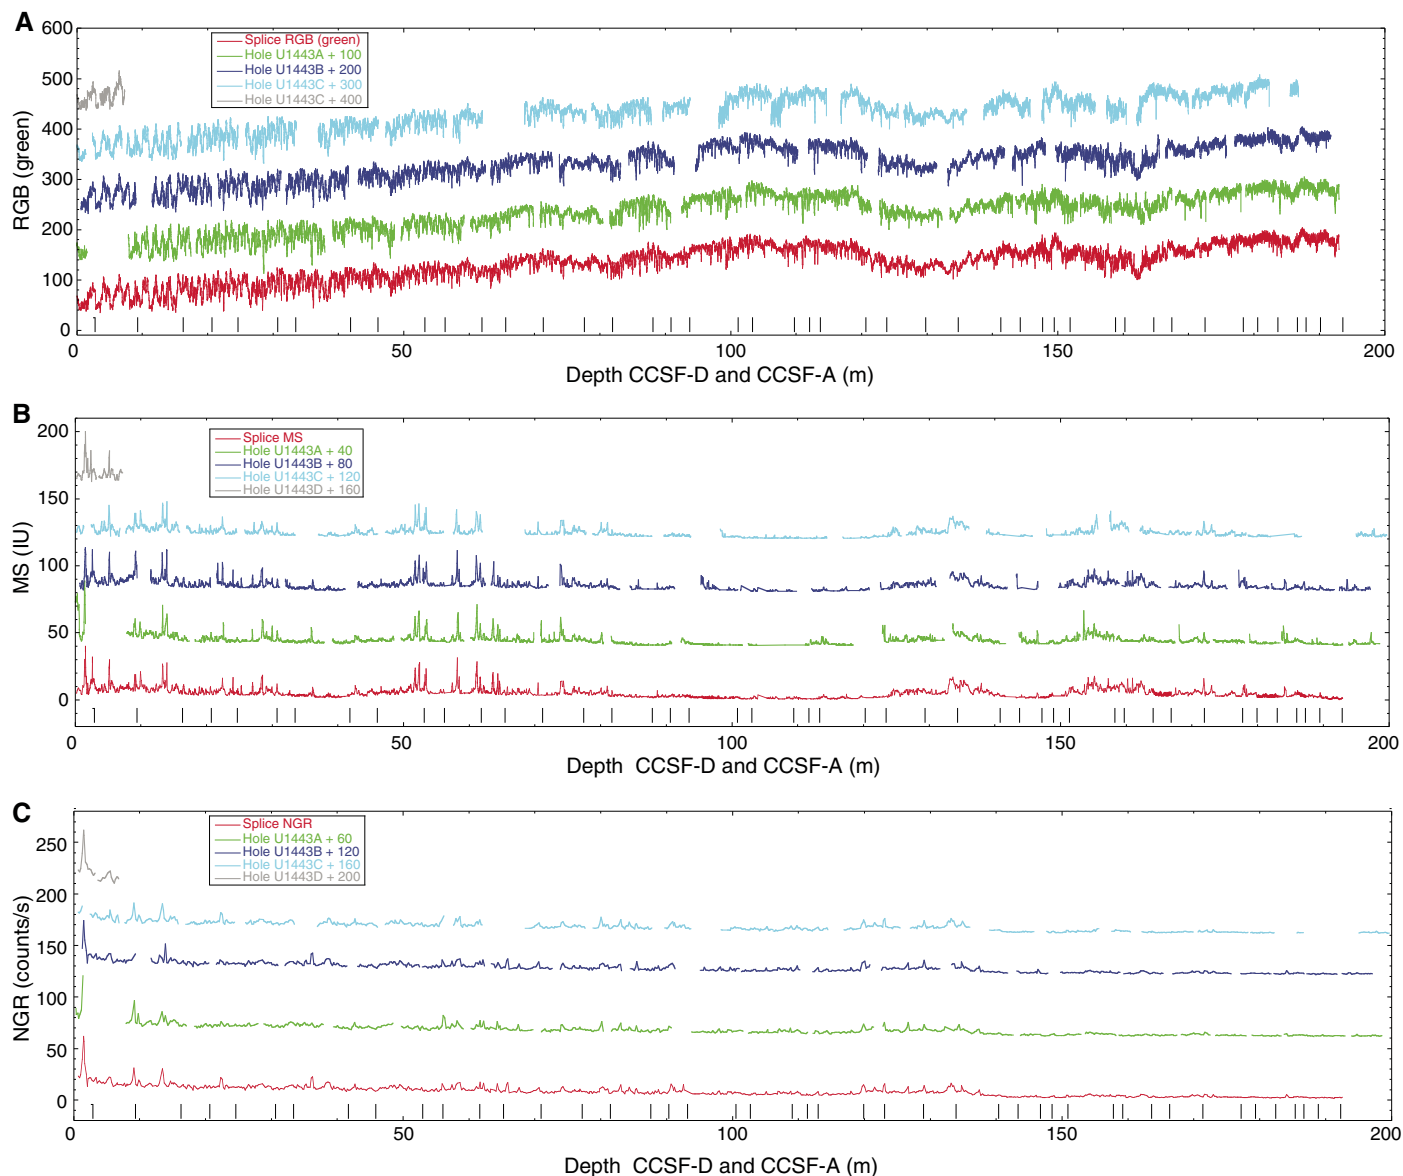 A
RGB (green)
600
500
400
300
200
100
0
Splice RGB (green)
Hole U1443A + 100
Hole U1443B + 200
Hole U1443C + 300
Hole U1443C + 400
0 50 100 150 200
Depth CCSF-D and CCSF-A (m)
B
MS (IU)
200
150
100
50
0
Splice MS
Hole U1443A + 40
Hole U1443B + 80
Hole U1443C + 120
Hole U1443D + 160
0 50 100 150 200
Depth CCSF-D and CCSF-A (m)
C
NGR (counts/s)
250
200
150
100
50
0
Splice NGR
Hole U1443A + 60
Hole U1443B + 120
Hole U1443C + 160
Hole U1443D + 200
0 50 100 150 200
Depth CCSF-D and CCSF-A (m)